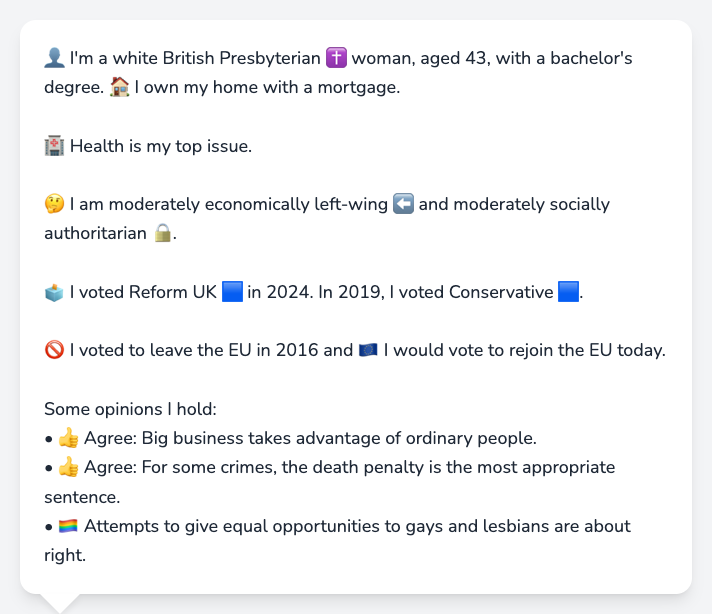 👤 I'm a white British Presbyterian ✝️ woman, aged 43, with a bachelor's
degree. 🏠 I own my home with a mortgage.
🏥 Health is my top issue.
🤔 I am moderately economically left-wing ⬅️ and moderately socially
authoritarian 🔒.
🗳️ I voted Reform UK 🟦 in 2024. In 2019, I voted Conservative 🟦.
🚫 I voted to leave the EU in 2016 and 🇪🇺 I would vote to rejoin the EU today.
Some opinions I hold:
• 👍 Agree: Big business takes advantage of ordinary people.
• 👍 Agree: For some crimes, the death penalty is the most appropriate
sentence.
• 🏳️‍🌈 Attempts to give equal opportunities to gays and lesbians are about
right.